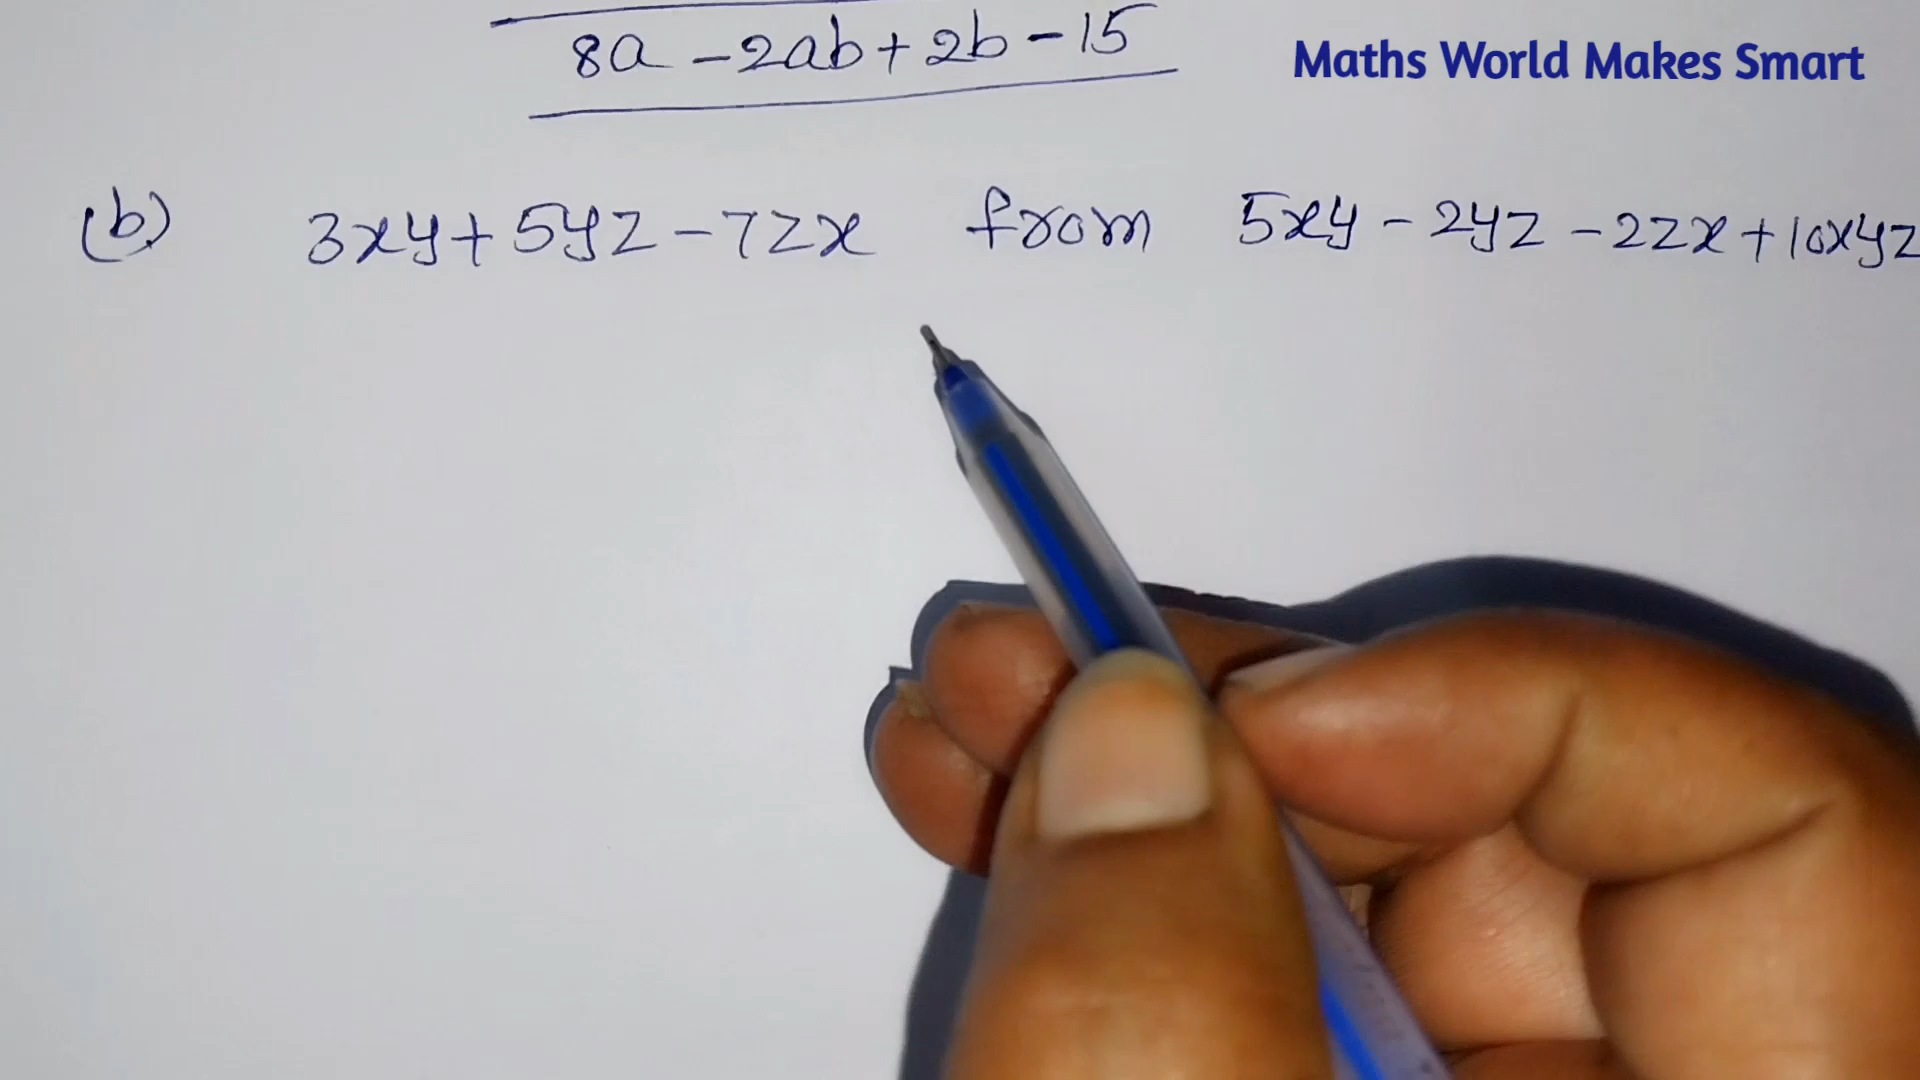 8a - 2ab + 2b - 15
Maths World Makes Smart
(b) 3xy + 5yz - 7zx from 5xy - 2yz - 2zx + 10xyz